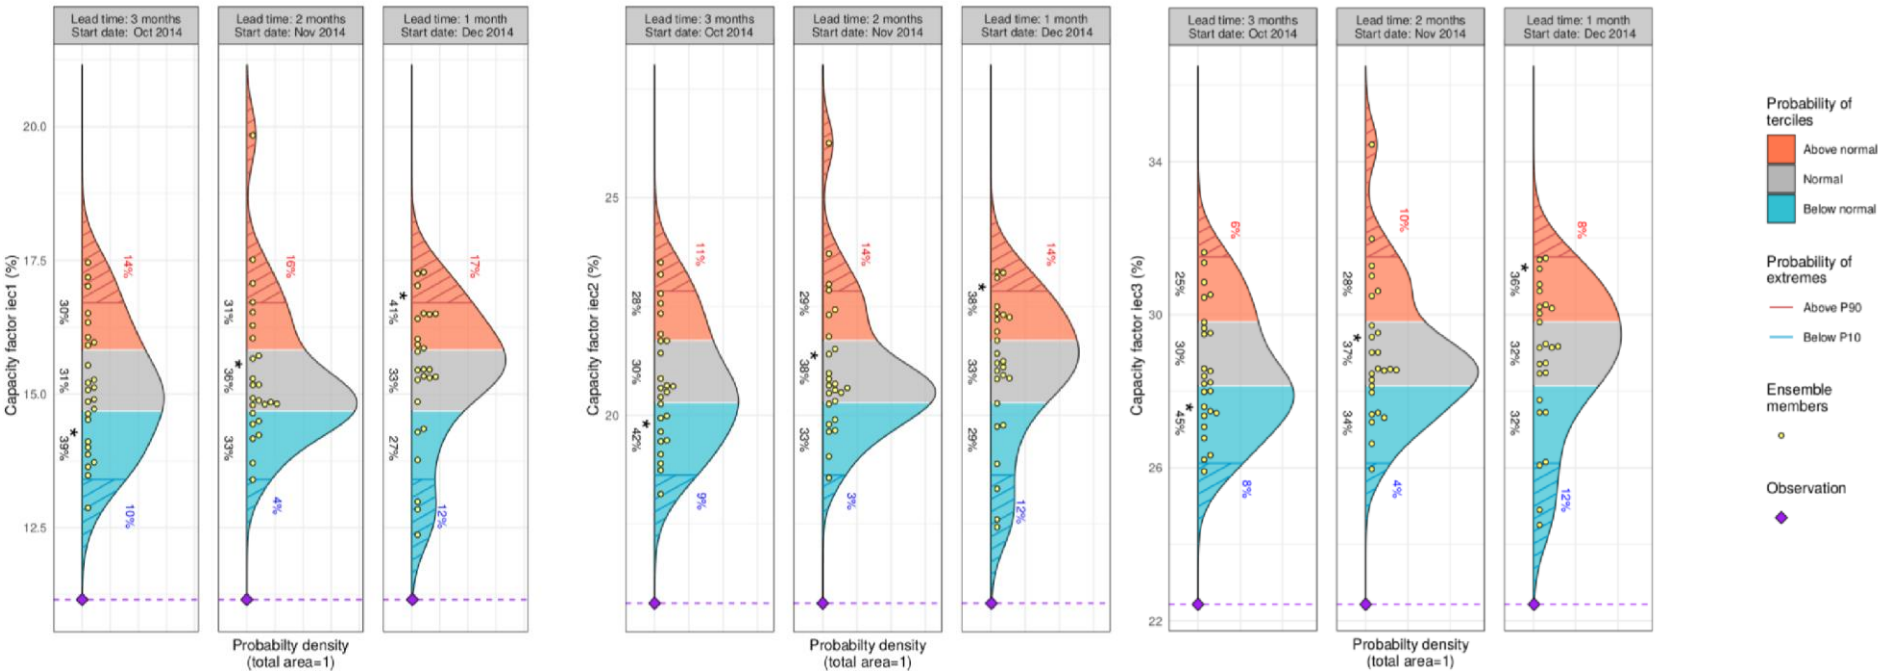 Lead time: 3 months
Start date: Oct 2014
Lead time: 2 months
Start date: Nov 2014
Lead time: 1 month
Start date: Dec 2014
Capacity factor iec1 (%)
20.0
17.5
15.0
12.5
14%
30%
31%
*
39%
10%
16%
31%
*
36%
33%
4%
17%
*
41%
33%
27%
12%
Probabilty density
(total area=1)
Lead time: 3 months
Start date: Oct 2014
Lead time: 2 months
Start date: Nov 2014
Lead time: 1 month
Start date: Dec 2014
Capacity factor iec2 (%)
25
20
11%
28%
30%
*
42%
9%
14%
29%
*
38%
33%
3%
14%
*
38%
33%
29%
12%
Probabilty density
(total area=1)
Lead time: 3 months
Start date: Oct 2014
Lead time: 2 months
Start date: Nov 2014
Lead time: 1 month
Start date: Dec 2014
Capacity factor iec3 (%)
34
30
26
22
6%
25%
30%
*
45%
8%
10%
28%
*
37%
34%
4%
8%
*
36%
32%
32%
12%
Probabilty density
(total area=1)
Probability of
terciles
Above normal
Normal
Below normal
Probability of
extremes
Above P90
Below P10
Ensemble
members
Observation